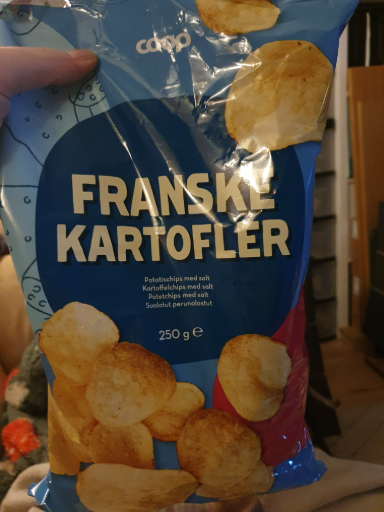 coop
FRANSKE
KARTOFLER
Potatischips med salt
Kartoffelchips med salt
Potetchips med salt
Suolatut perunalastut
250 g ℮